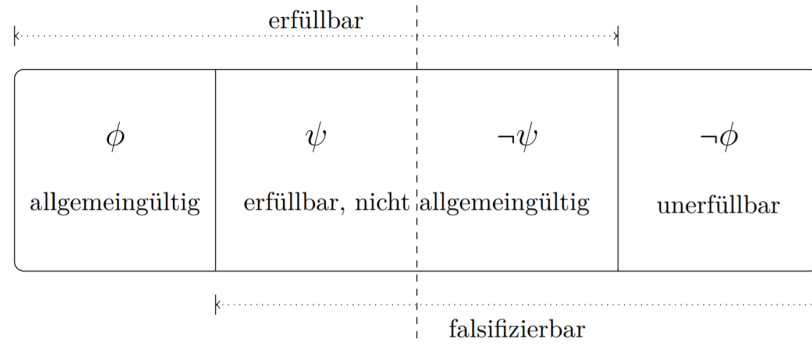 erfüllbar
ϕ ψ ¬ψ ¬ϕ
allgemeingültig erfüllbar, nicht allgemeingültig unerfüllbar
falsifizierbar